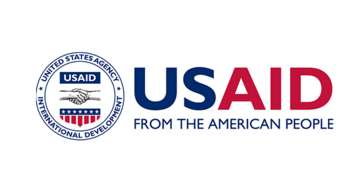 UNITED STATES AGENCY
USAID
INTERNATIONAL DEVELOPMENT
USAID
FROM THE AMERICAN PEOPLE